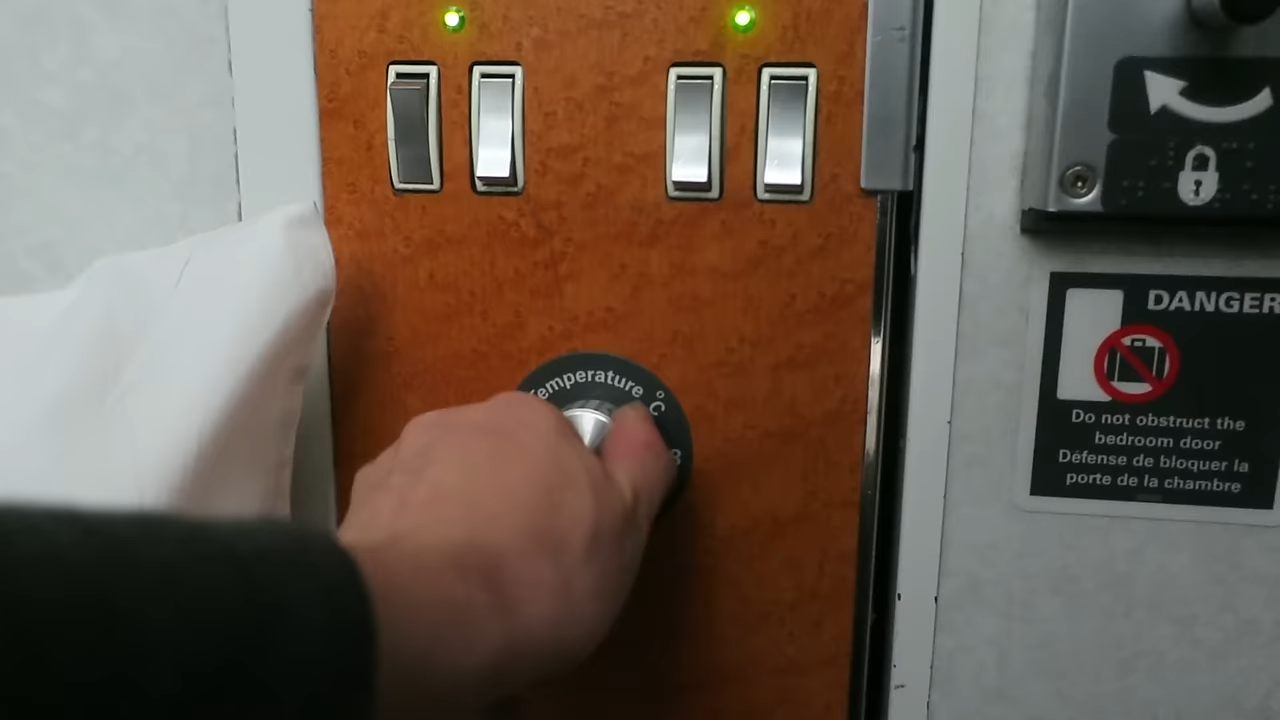 Temperature °C
DANGER
Do not obstruct the
bedroom door
Défense de bloquer la
porte de la chambre